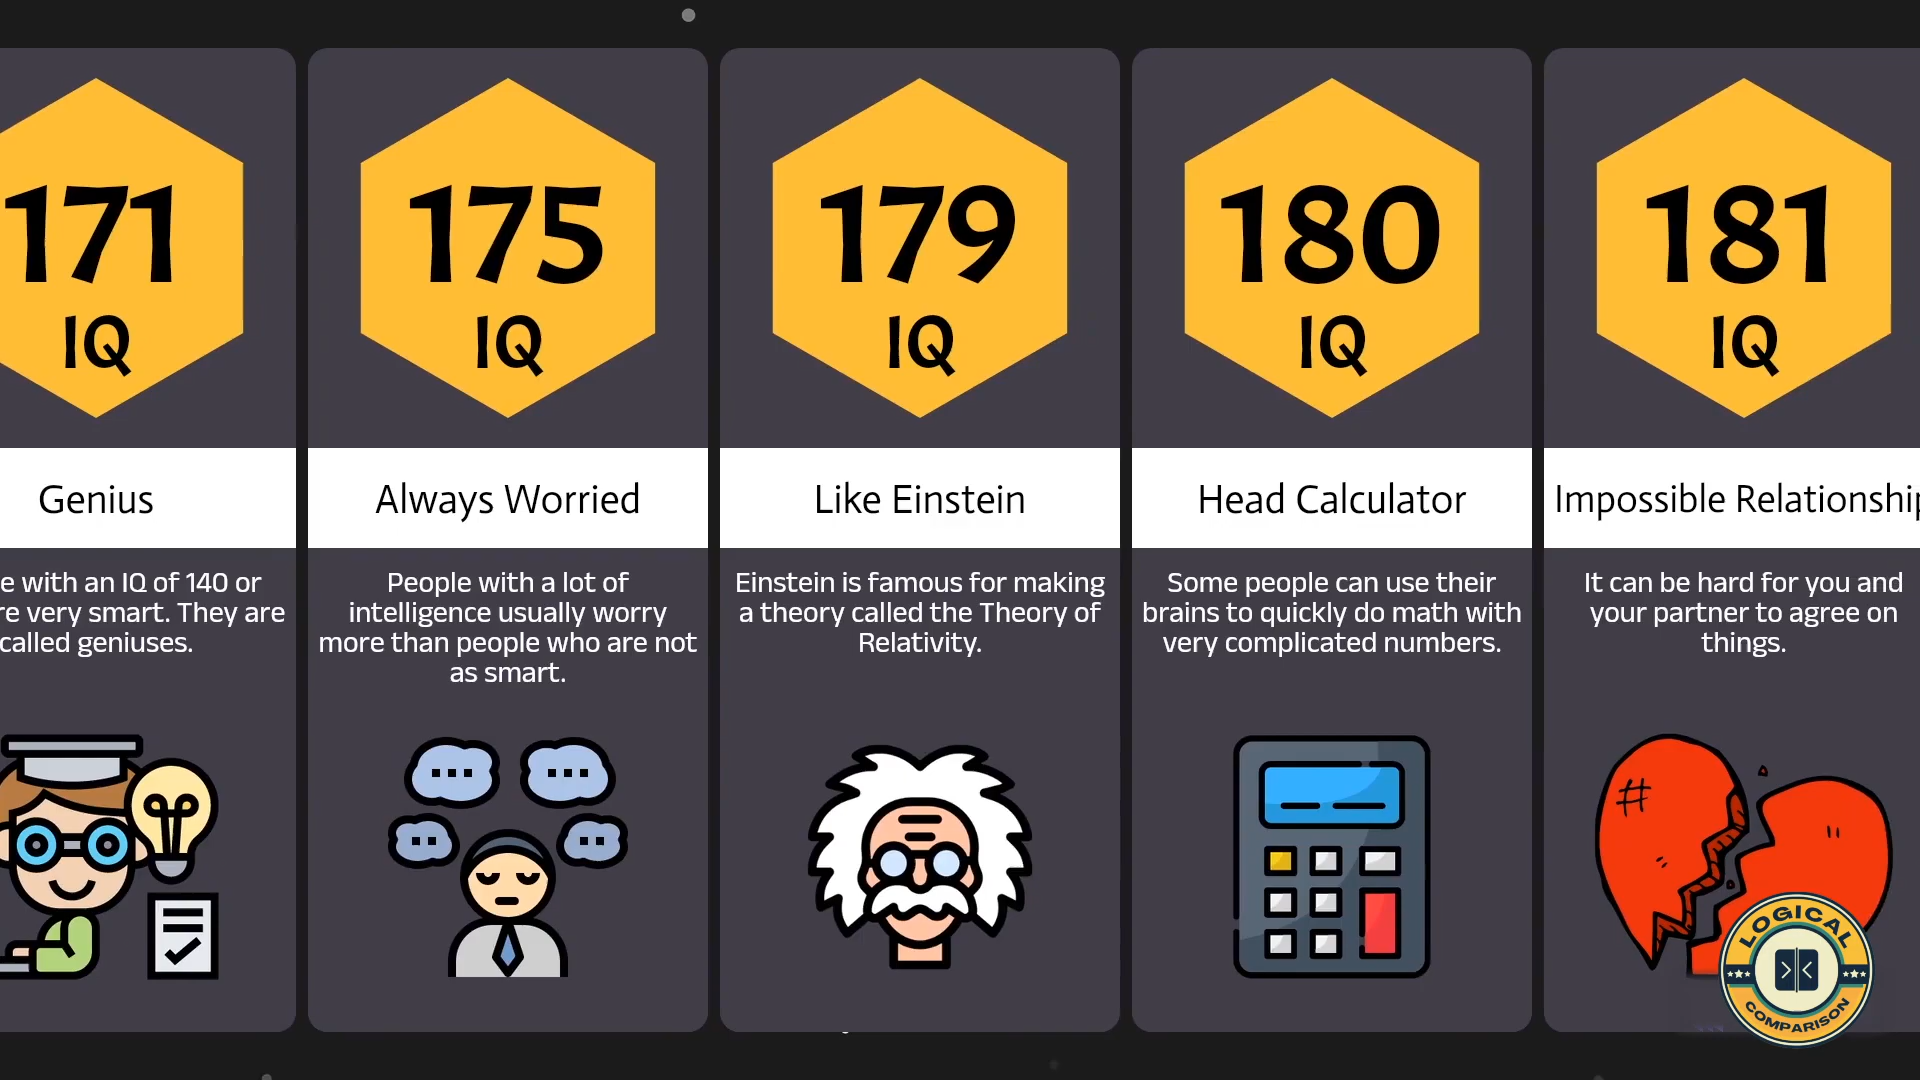 171
IQ
Genius
e with an IQ of 140 or
re very smart. They are
called geniuses.
175
IQ
Always Worried
People with a lot of
intelligence usually worry
more than people who are not
as smart.
179
IQ
Like Einstein
Einstein is famous for making
a theory called the Theory of
Relativity.
180
IQ
Head Calculator
Some people can use their
brains to quickly do math with
very complicated numbers.
181
IQ
Impossible Relationship
It can be hard for you and
your partner to agree on
things.
LOGICAL
COMPARISON